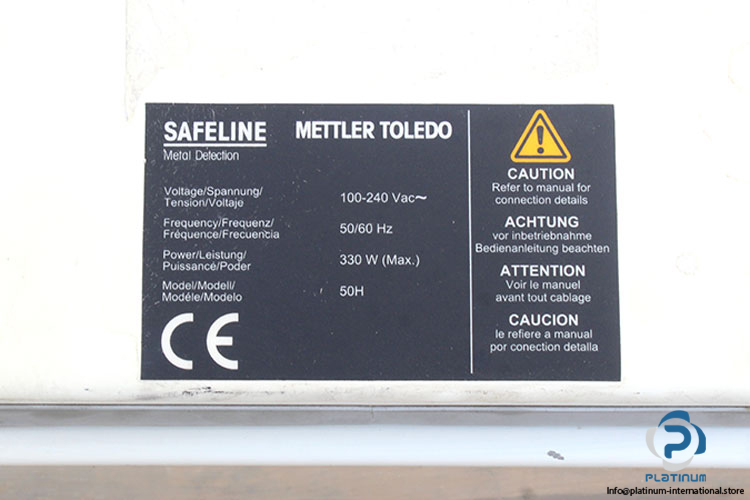 SAFELINE METTLER TOLEDO
Metal Detection
Voltage/Spannung/
Tension/Voltaje
100-240 Vac~
Frequency/Frequenz/
Fréquence/Frecuencia
50/60 Hz
Power/Leistung/
Puissance/Poder
330 W (Max.)
Model/Modell/
Modéle/Modelo
50H
CE
CAUTION
Refer to manual for
connection details
ACHTUNG
vor inbetriebnahme
Bedienanleitung beachten
ATTENTION
Voir le manuel
avant tout cablage
CAUCION
le refiere a manual
por conection detalla
PLATINUM
Info@platinum-international.store